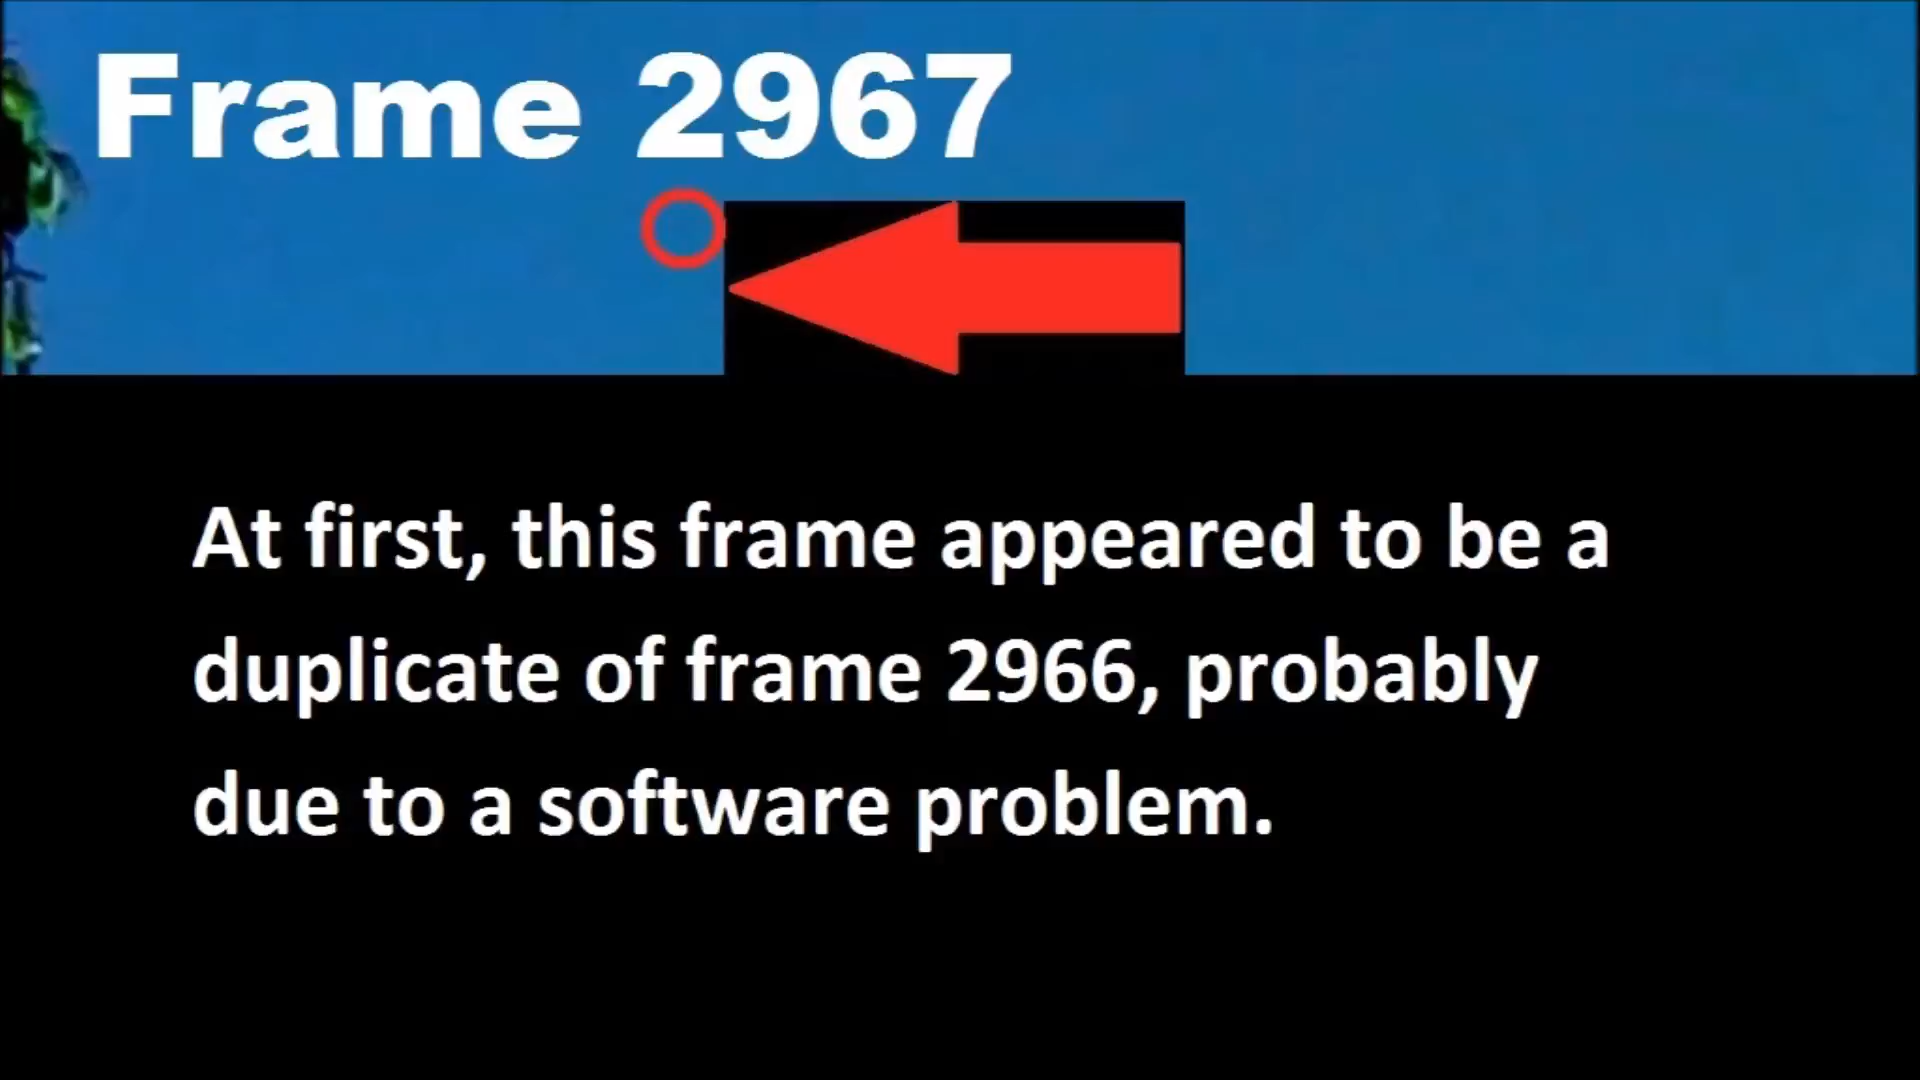 Frame 2967
At first, this frame appeared to be a
duplicate of frame 2966, probably
due to a software problem.